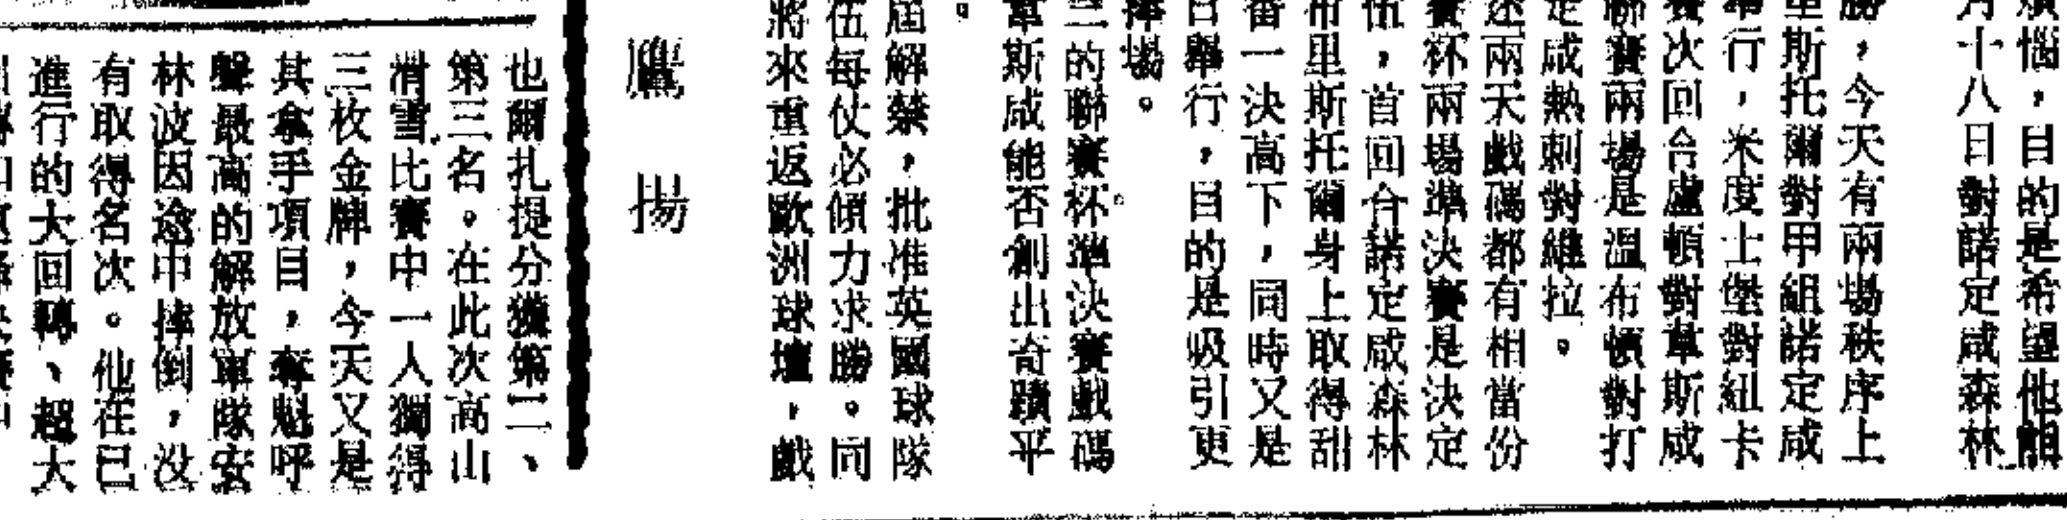 惱，目的是希望他能
月十八日對諾定咸森林
勝，今天有兩場秩序上
里斯托爾對甲組諾定咸
行，米度士堡對紐卡
賽次回合盧頓對韋斯咸
聯賽兩場是溫布頓對打
定咸熱刺對維拉。
述兩天戲碼都有相當份
賽杯兩場準決賽是決定
伍，首回合諾定咸森林
布里斯托爾身上取得甜
番一決高下，同時又是
日舉行，目的是吸引更
捧場。
三的聯賽杯準決賽戲碼
韋斯咸能否創出奇蹟平
。
屆解禁，批准英國球隊
伍每仗必傾力求勝。同
將來重返歐洲球壇，戲
鷹揚
也爾扎提分獲第二、
第三名。在此次高山
滑雪比賽中一人獨得
三枚金牌，今天又是
其拿手項目，奪魁呼
聲最高的解放軍隊安
林波因途中摔倒，没
有取得名次。他在已
進行的大回轉、超大